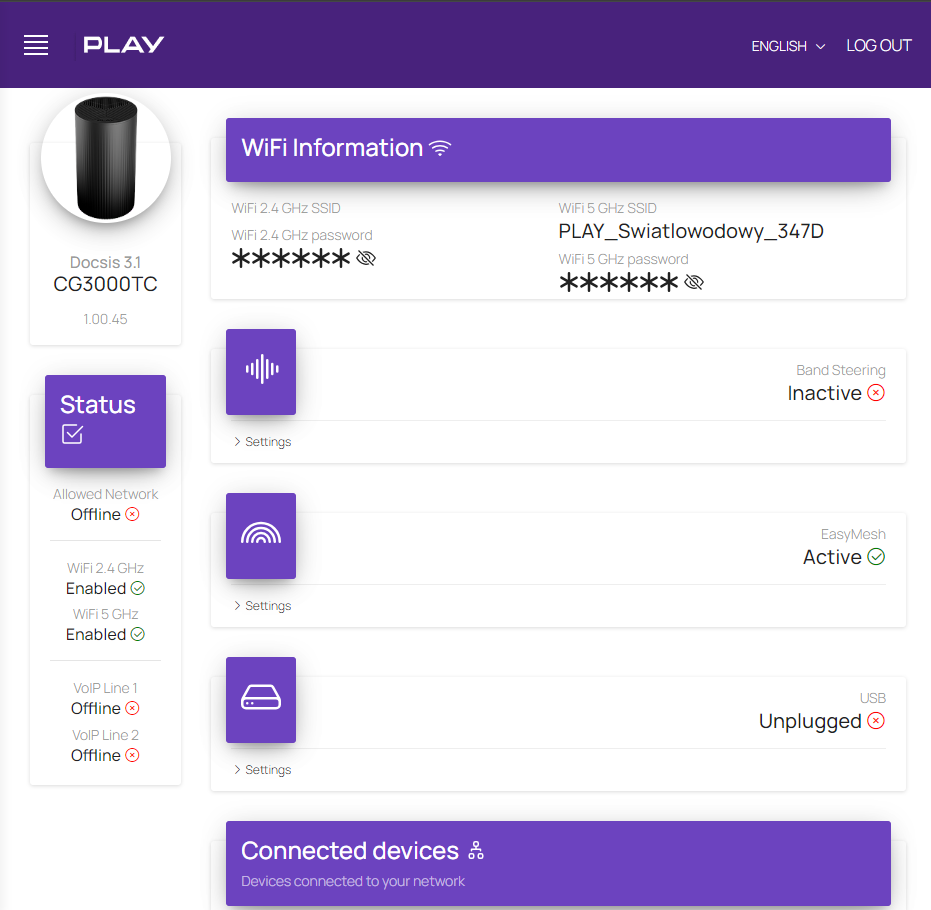 PLAY
ENGLISH
LOG OUT
Docsis 3.1
CG3000TC
1.00.45
Status
Allowed Network
Offline
WiFi 2.4 GHz
Enabled
WiFi 5 GHz
Enabled
VoIP Line 1
Offline
VoIP Line 2
Offline
WiFi Information
WiFi 2.4 GHz SSID
WiFi 2.4 GHz password
******
WiFi 5 GHz SSID
PLAY_Swiatlowodowy_347D
WiFi 5 GHz password
******
Band Steering
Inactive
Settings
EasyMesh
Active
Settings
USB
Unplugged
Settings
Connected devices
Devices connected to your network